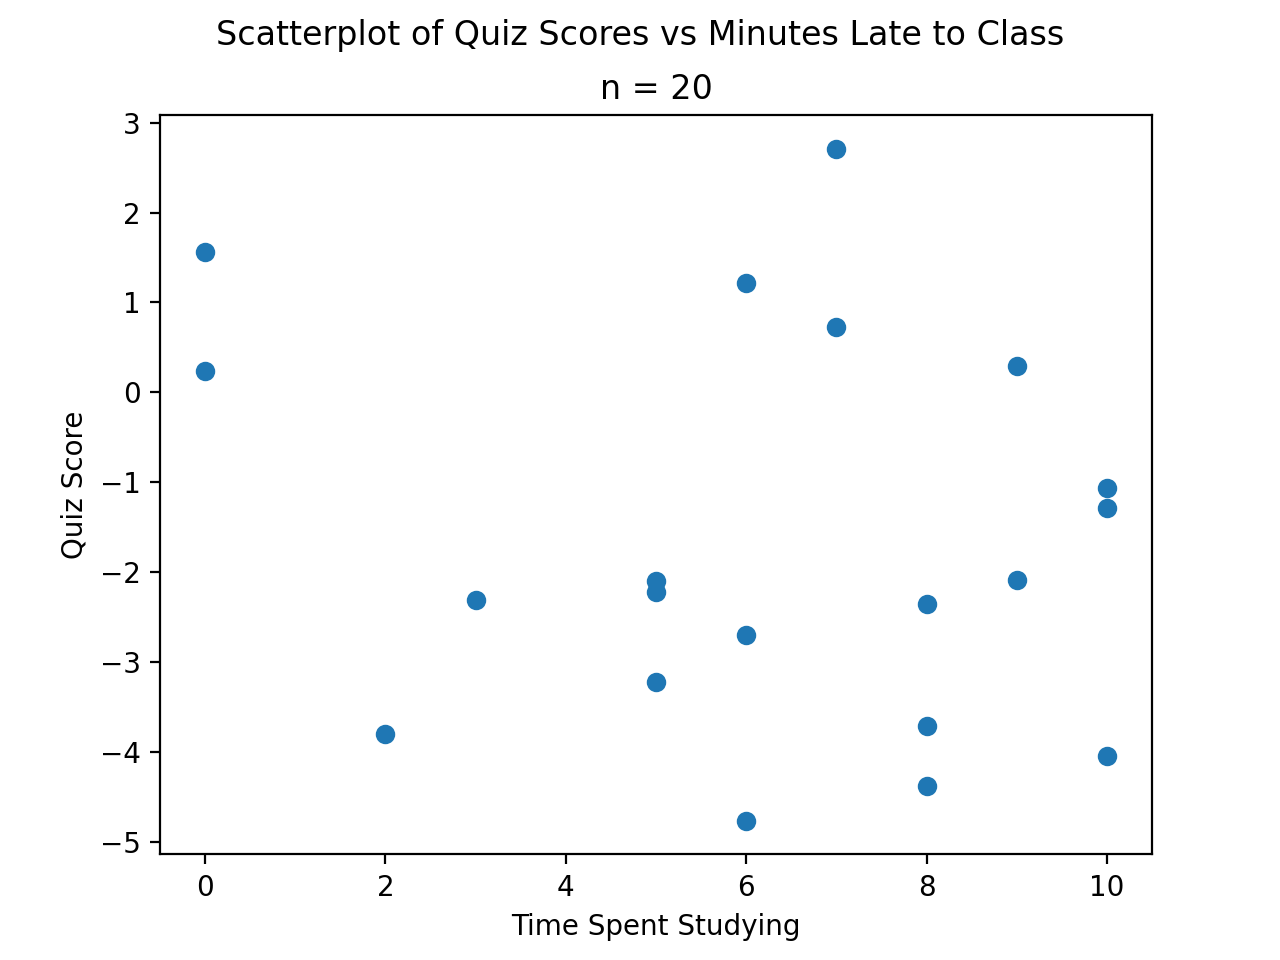 Scatterplot of Quiz Scores vs Minutes Late to Class
n = 20
3
2
1
0
−1
−2
−3
−4
−5
Quiz Score
0 2 4 6 8 10
Time Spent Studying